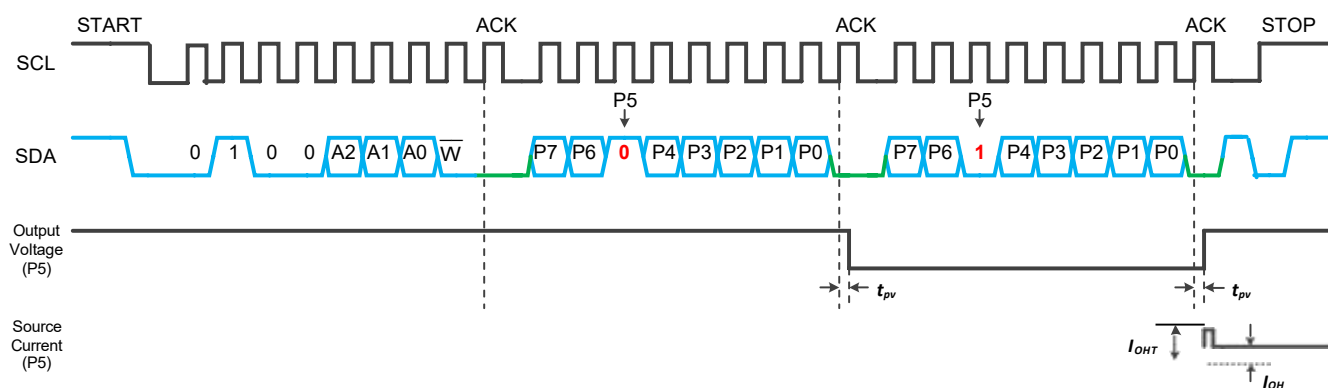 START ACK ACK ACK STOP
SCL
P5 P5
SDA 0 1 0 0 A2 A1 A0 W P7 P6 0 P4 P3 P2 P1 P0 P7 P6 1 P4 P3 P2 P1 P0
Output
Voltage
(P5)
tpv tpv
Source
Current
(P5)
IOHT
IOH